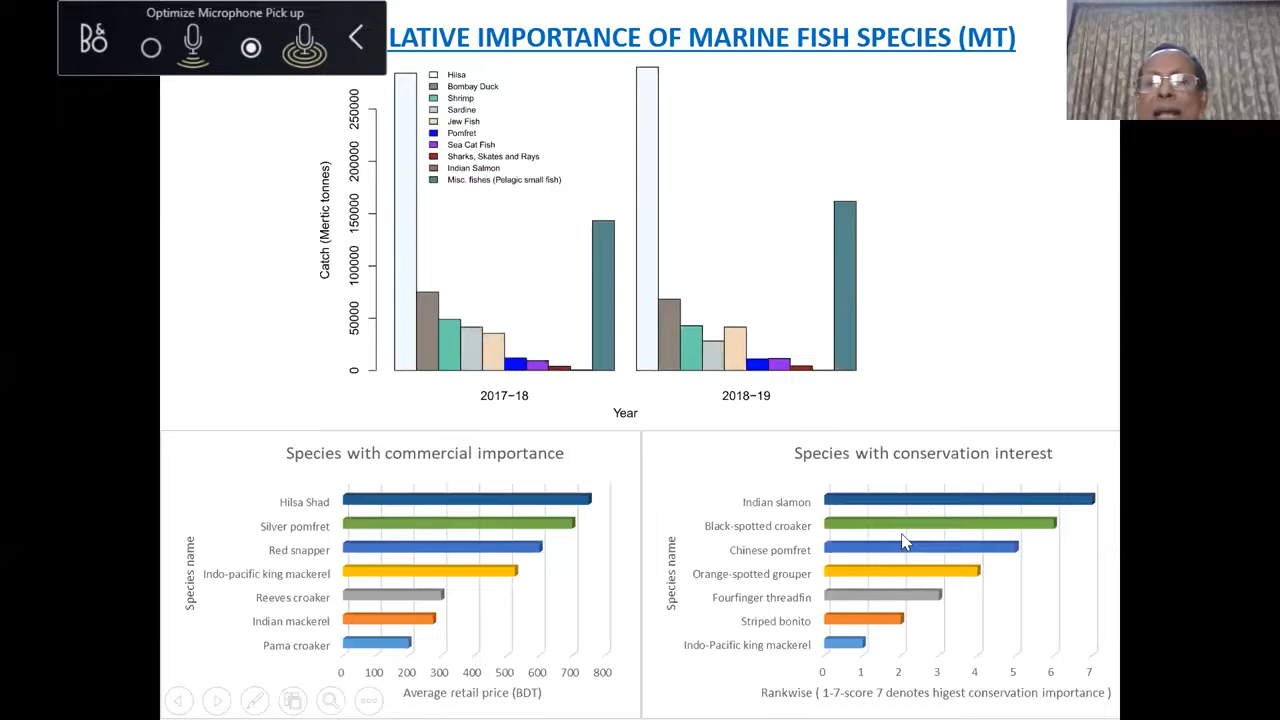 Optimize Microphone Pick up
B&O
LATIVE IMPORTANCE OF MARINE FISH SPECIES (MT)
Hilsa
Bombay Duck
Shrimp
Sardine
Jew Fish
Pomfret
Sea Cat Fish
Sharks, Skates and Rays
Indian Salmon
Misc. fishes (Pelagic small fish)
Catch (Mertic tonnes)
250000
200000
150000
100000
50000
0
2017-18
2018-19
Year
Species with commercial importance
Species name
Hilsa Shad
Silver pomfret
Red snapper
Indo-pacific king mackerel
Reeves croaker
Indian mackerel
Pama croaker
0 100 200 300 400 500 600 700 800
Average retail price (BDT)
Species with conservation interest
Species name
Indian slamon
Black-spotted croaker
Chinese pomfret
Orange-spotted grouper
Fourfinger threadfin
Striped bonito
Indo-Pacific king mackerel
0 1 2 3 4 5 6 7
Rankwise ( 1-7-score 7 denotes higest conservation importance )